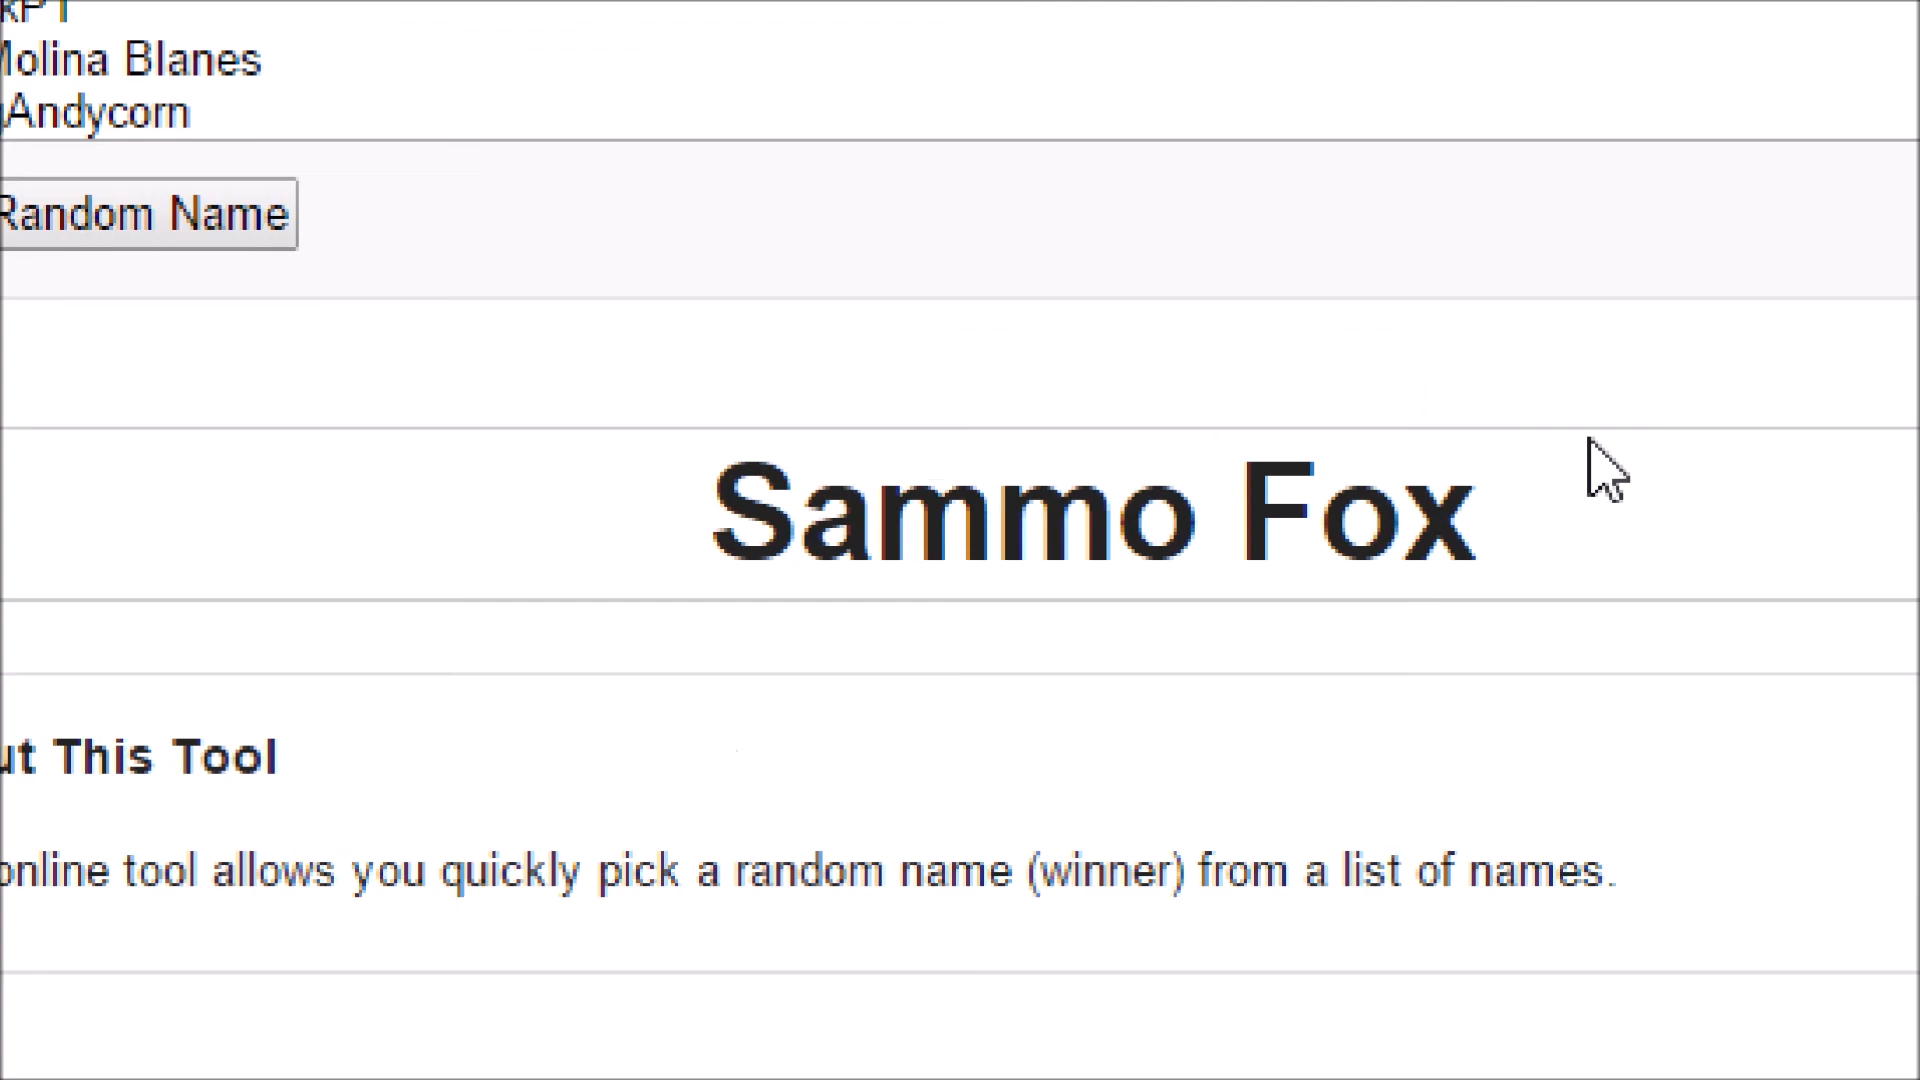 Molina Blanes
Andycorn
Random Name
Sammo Fox
This Tool
online tool allows you quickly pick a random name (winner) from a list of names.